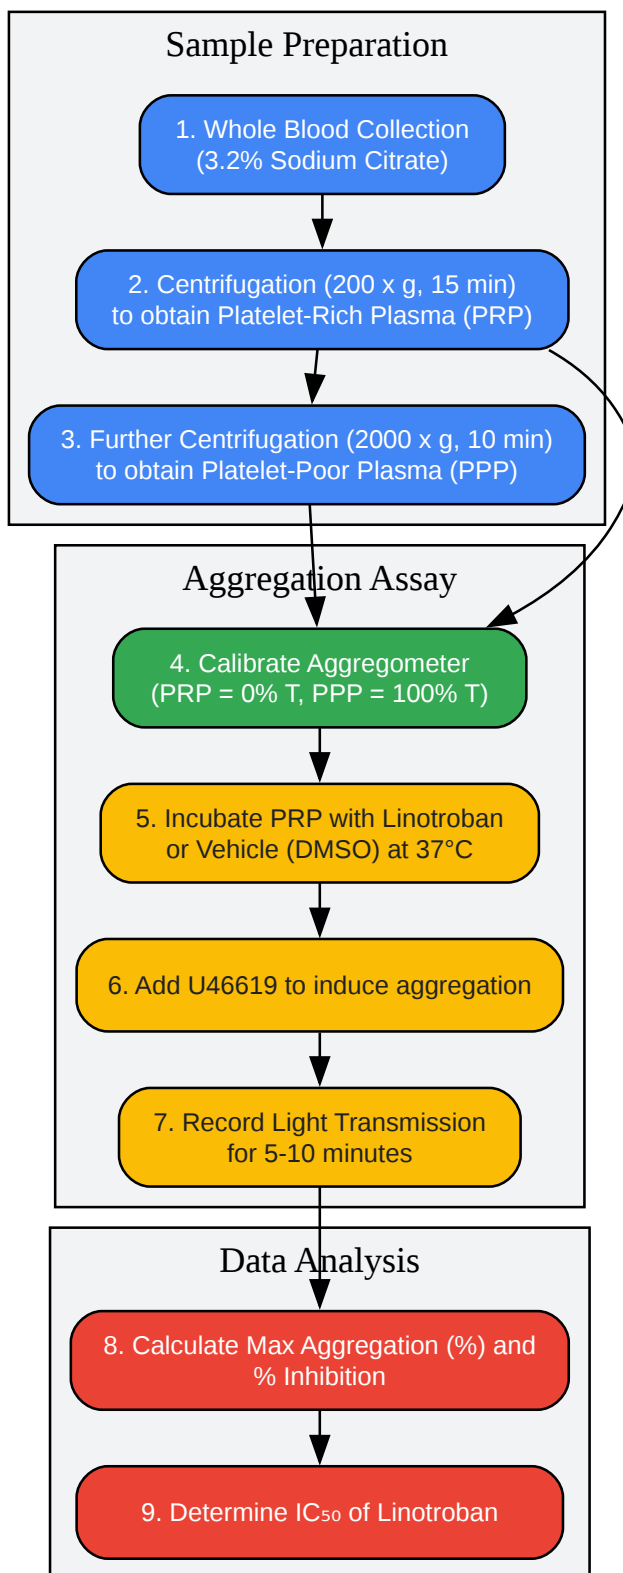 Sample Preparation
1. Whole Blood Collection
(3.2% Sodium Citrate)
2. Centrifugation (200 x g, 15 min)
to obtain Platelet-Rich Plasma (PRP)
3. Further Centrifugation (2000 x g, 10 min)
to obtain Platelet-Poor Plasma (PPP)
Aggregation Assay
4. Calibrate Aggregometer
(PRP = 0% T, PPP = 100% T)
5. Incubate PRP with Linotroban
or Vehicle (DMSO) at 37°C
6. Add U46619 to induce aggregation
7. Record Light Transmission
for 5-10 minutes
Data Analysis
8. Calculate Max Aggregation (%) and
% Inhibition
9. Determine IC₅₀ of Linotroban